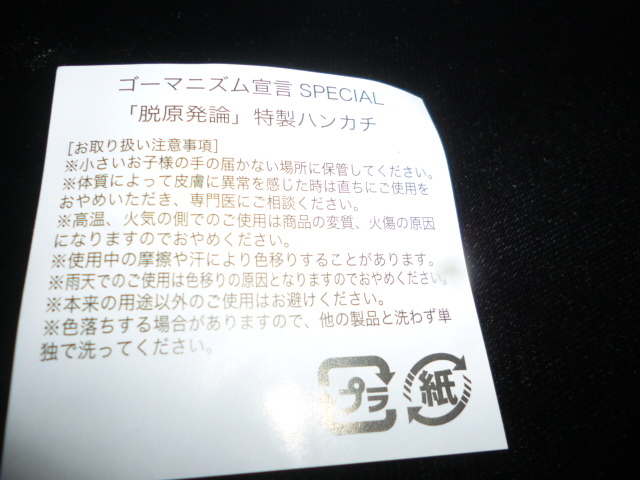 ゴーマニズム宣言 SPECIAL
「脱原発論」特製ハンカチ
[お取り扱い注意事項]
※小さいお子様の手の届かない場所に保管してください。
※体質によって皮膚に異常を感じた時は直ちにご使用を
おやめいただき、専門医にご相談ください。
※高温、火気の側でのご使用は商品の変質、火傷の原因
になりますのでおやめください。
※使用中の摩擦や汗により色移りすることがあります。
※雨天でのご使用は色移りの原因となりますのでおやめください。
※本来の用途以外のご使用はお避けください。
※色落ちする場合がありますので、他の製品と洗わず単
独で洗ってください。
プラ
紙